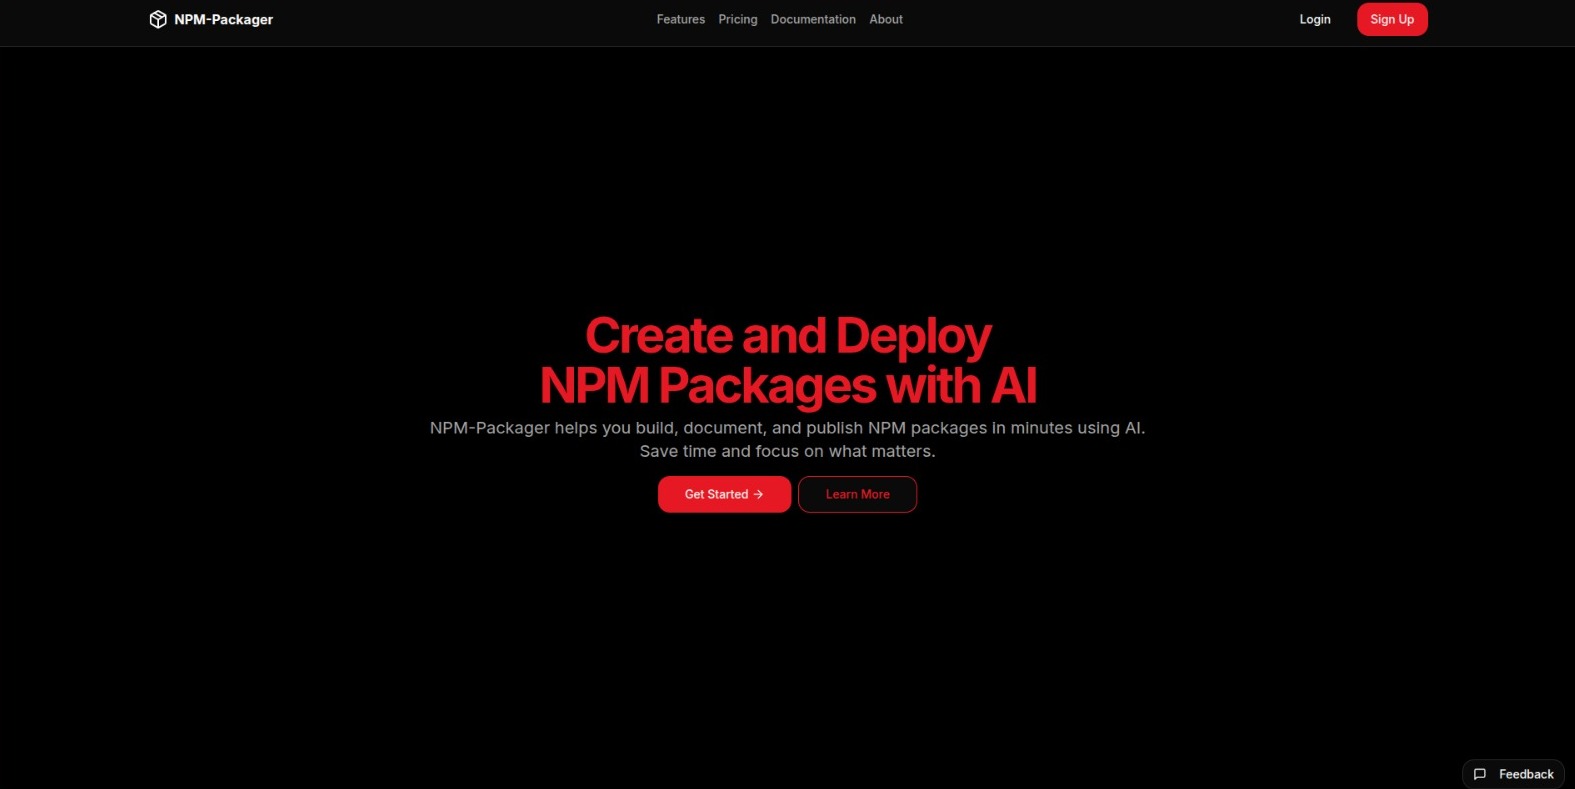 NPM-Packager
Features Pricing Documentation About
Login
Sign Up
Create and Deploy
NPM Packages with AI
NPM-Packager helps you build, document, and publish NPM packages in minutes using AI.
Save time and focus on what matters.
Get Started →
Learn More
Feedback